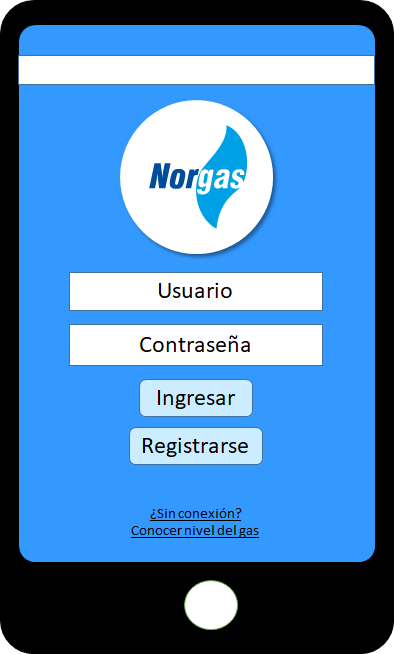 Norgas
Usuario
Contraseña
Ingresar
Registrarse
¿Sin conexión?
Conocer nivel del gas